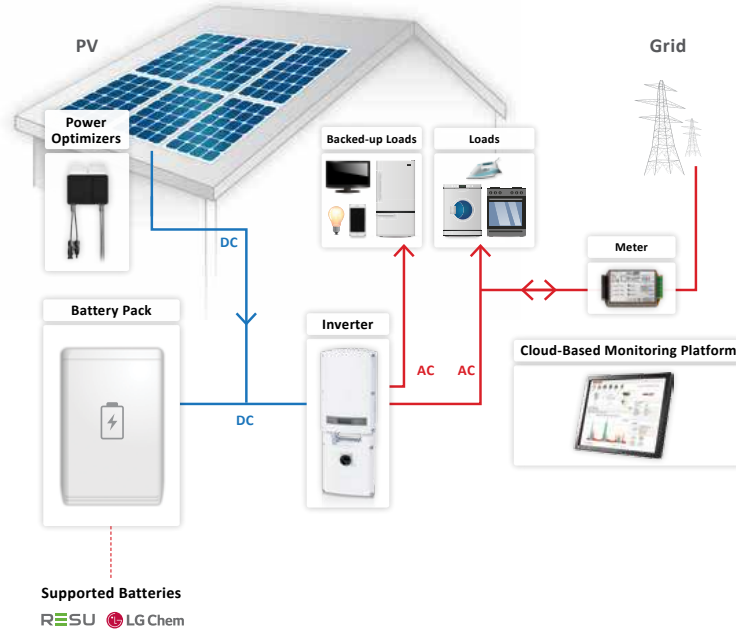 PV
Grid
Power
Optimizers
Backed-up Loads
Loads
DC
Meter
Battery Pack
Inverter
Cloud-Based Monitoring Platform
AC
AC
DC
Supported Batteries
RESU
LG Chem